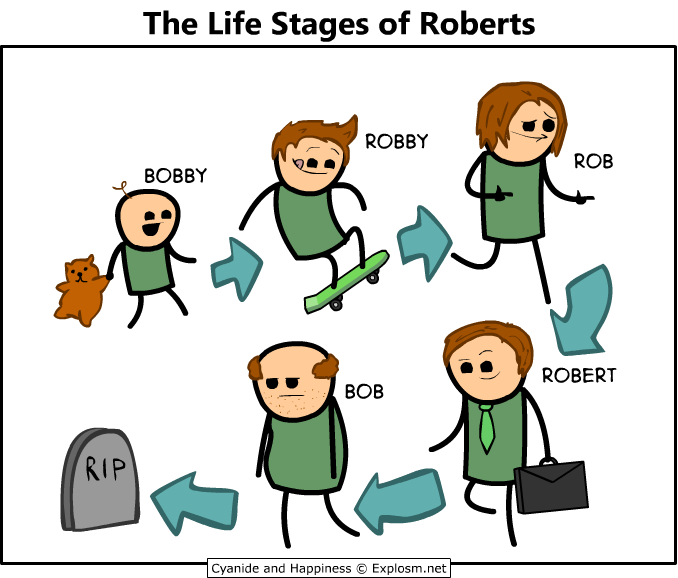 The Life Stages of Roberts
BOBBY
ROBBY
ROB
ROBERT
BOB
RIP
Cyanide and Happiness © Explosm.net